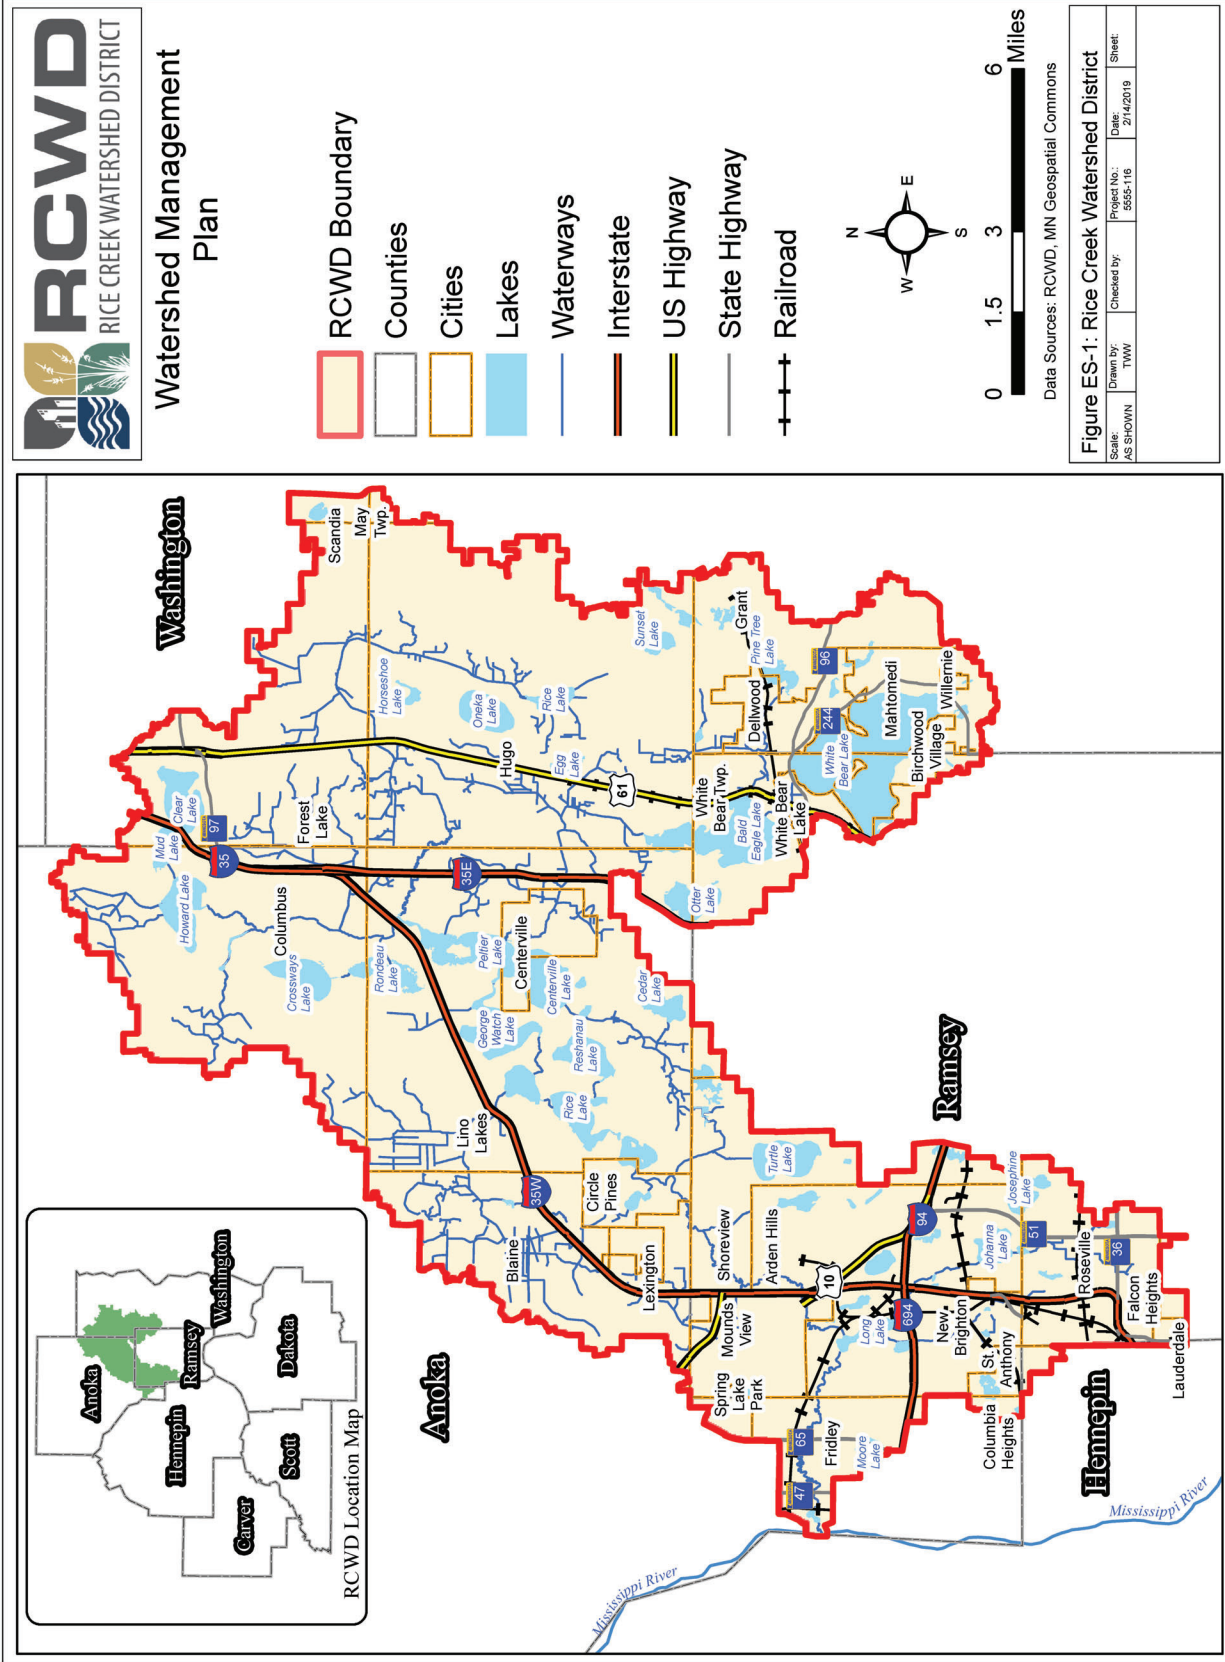 RCWD
RICE CREEK WATERSHED DISTRICT
Watershed Management
Plan
RCWD Boundary
Counties
Cities
Lakes
Waterways
Interstate
US Highway
State Highway
Railroad
N
W
E
S
0
1.5
3
6
Miles
Data Sources: RCWD, MN Geospatial Commons
Figure ES-1: Rice Creek Watershed District
Scale:
AS SHOWN
Drawn by:
TWW
Checked by:
Project No.:
5555-116
Date:
2/14/2019
Sheet:
Anoka
Hennepin
Ramsey
Washington
Carver
Scott
Dakota
RCWD Location Map
Washington
Anoka
Ramsey
Hennepin
Scandia
May
Twp.
Forest
Lake
Columbus
Hugo
Lino
Lakes
Centerville
Blaine
Circle
Pines
Lexington
Shoreview
Arden Hills
Mounds
View
Spring
Lake
Park
Fridley
New
Brighton
St.
Anthony
Columbia
Heights
Roseville
Falcon
Heights
Lauderdale
White
Bear Twp.
White Bear
Lake
Dellwood
Grant
Mahtomedi
Birchwood
Village
Willernie
Mud
Lake
Clear
Lake
Howard Lake
Crossways
Lake
Rondeau
Lake
Horseshoe
Lake
Oneka
Lake
Rice
Lake
Egg
Lake
Sunset
Lake
Pine Tree
Lake
White
Bear Lake
Bald
Eagle Lake
Otter
Lake
Peltier
Lake
Centerville
Lake
George
Watch
Lake
Reshanau
Lake
Rice
Lake
Cedar
Lake
Turtle
Lake
Josephine
Lake
Johanna
Lake
Long
Lake
Moore
Lake
Mississippi River
Mississippi River
97
35
35E
35W
61
96
244
10
94
694
51
36
65
47